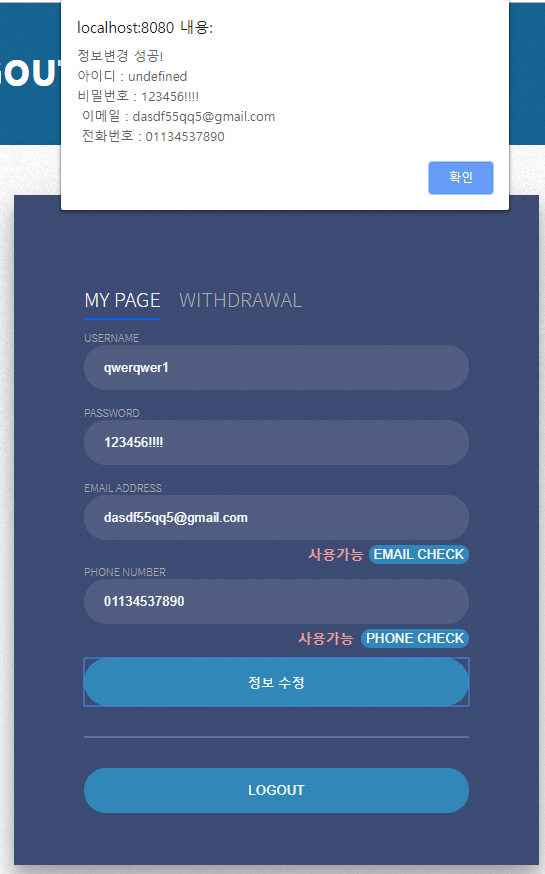 localhost:8080 내용:
정보변경 성공!
아이디 : undefined
비밀번호 : 123456!!!!
이메일 : dasdf55qq5@gmail.com
전화번호 : 01134537890
확인
GOUT
MY PAGE WITHDRAWAL
USERNAME
qwerqwer1
PASSWORD
123456!!!!
EMAIL ADDRESS
dasdf55qq5@gmail.com
사용가능 EMAIL CHECK
PHONE NUMBER
01134537890
사용가능 PHONE CHECK
정보 수정
LOGOUT